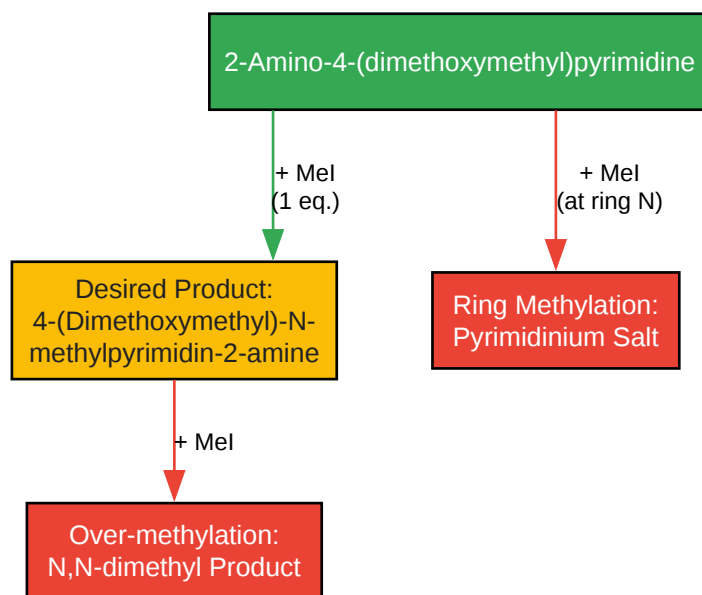 2-Amino-4-(dimethoxymethyl)pyrimidine
+ MeI
(1 eq.)
+ MeI
(at ring N)
Desired Product:
4-(Dimethoxymethyl)-N-
methylpyrimidin-2-amine
Ring Methylation:
Pyrimidinium Salt
+ MeI
Over-methylation:
N,N-dimethyl Product